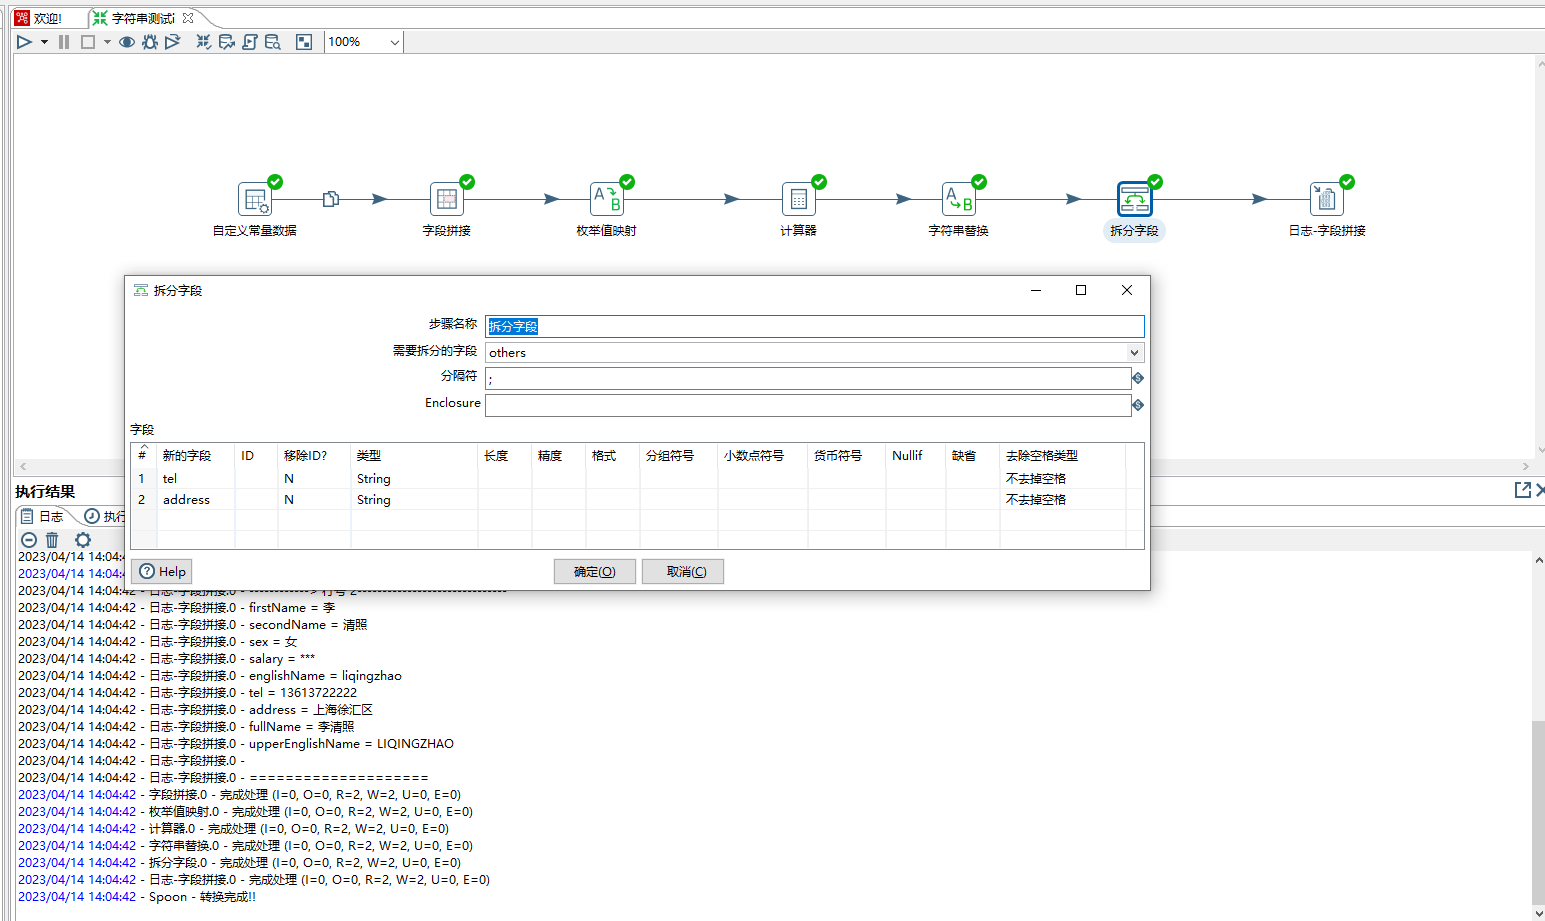 欢迎!
字符串测试i
100%
自定义常量数据
字段拼接
枚举值映射
计算器
字符串替换
拆分字段
日志-字段拼接
拆分字段
步骤名称 拆分字段
需要拆分的字段 others
分隔符 ;
Enclosure
字段
# 新的字段 ID 移除ID? 类型 长度 精度 格式 分组符号 小数点符号 货币符号 Nullif 缺省 去除空格类型
1 tel N String 不去掉空格
2 address N String 不去掉空格
Help 确定(O) 取消(C)
执行结果
日志 执行
2023/04/14 14:04:4
2023/04/14 14:04:4
2023/04/14 14:04:42 - 日志-字段拼接.0 - ------------> 行号 2------------------------------
2023/04/14 14:04:42 - 日志-字段拼接.0 - firstName = 李
2023/04/14 14:04:42 - 日志-字段拼接.0 - secondName = 清照
2023/04/14 14:04:42 - 日志-字段拼接.0 - sex = 女
2023/04/14 14:04:42 - 日志-字段拼接.0 - salary = ***
2023/04/14 14:04:42 - 日志-字段拼接.0 - englishName = liqingzhao
2023/04/14 14:04:42 - 日志-字段拼接.0 - tel = 13613722222
2023/04/14 14:04:42 - 日志-字段拼接.0 - address = 上海徐汇区
2023/04/14 14:04:42 - 日志-字段拼接.0 - fullName = 李清照
2023/04/14 14:04:42 - 日志-字段拼接.0 - upperEnglishName = LIQINGZHAO
2023/04/14 14:04:42 - 日志-字段拼接.0 -
2023/04/14 14:04:42 - 日志-字段拼接.0 - ====================
2023/04/14 14:04:42 - 字段拼接.0 - 完成处理 (I=0, O=0, R=2, W=2, U=0, E=0)
2023/04/14 14:04:42 - 枚举值映射.0 - 完成处理 (I=0, O=0, R=2, W=2, U=0, E=0)
2023/04/14 14:04:42 - 计算器.0 - 完成处理 (I=0, O=0, R=2, W=2, U=0, E=0)
2023/04/14 14:04:42 - 字符串替换.0 - 完成处理 (I=0, O=0, R=2, W=2, U=0, E=0)
2023/04/14 14:04:42 - 拆分字段.0 - 完成处理 (I=0, O=0, R=2, W=2, U=0, E=0)
2023/04/14 14:04:42 - 日志-字段拼接.0 - 完成处理 (I=0, O=0, R=2, W=2, U=0, E=0)
2023/04/14 14:04:42 - Spoon - 转换完成!!